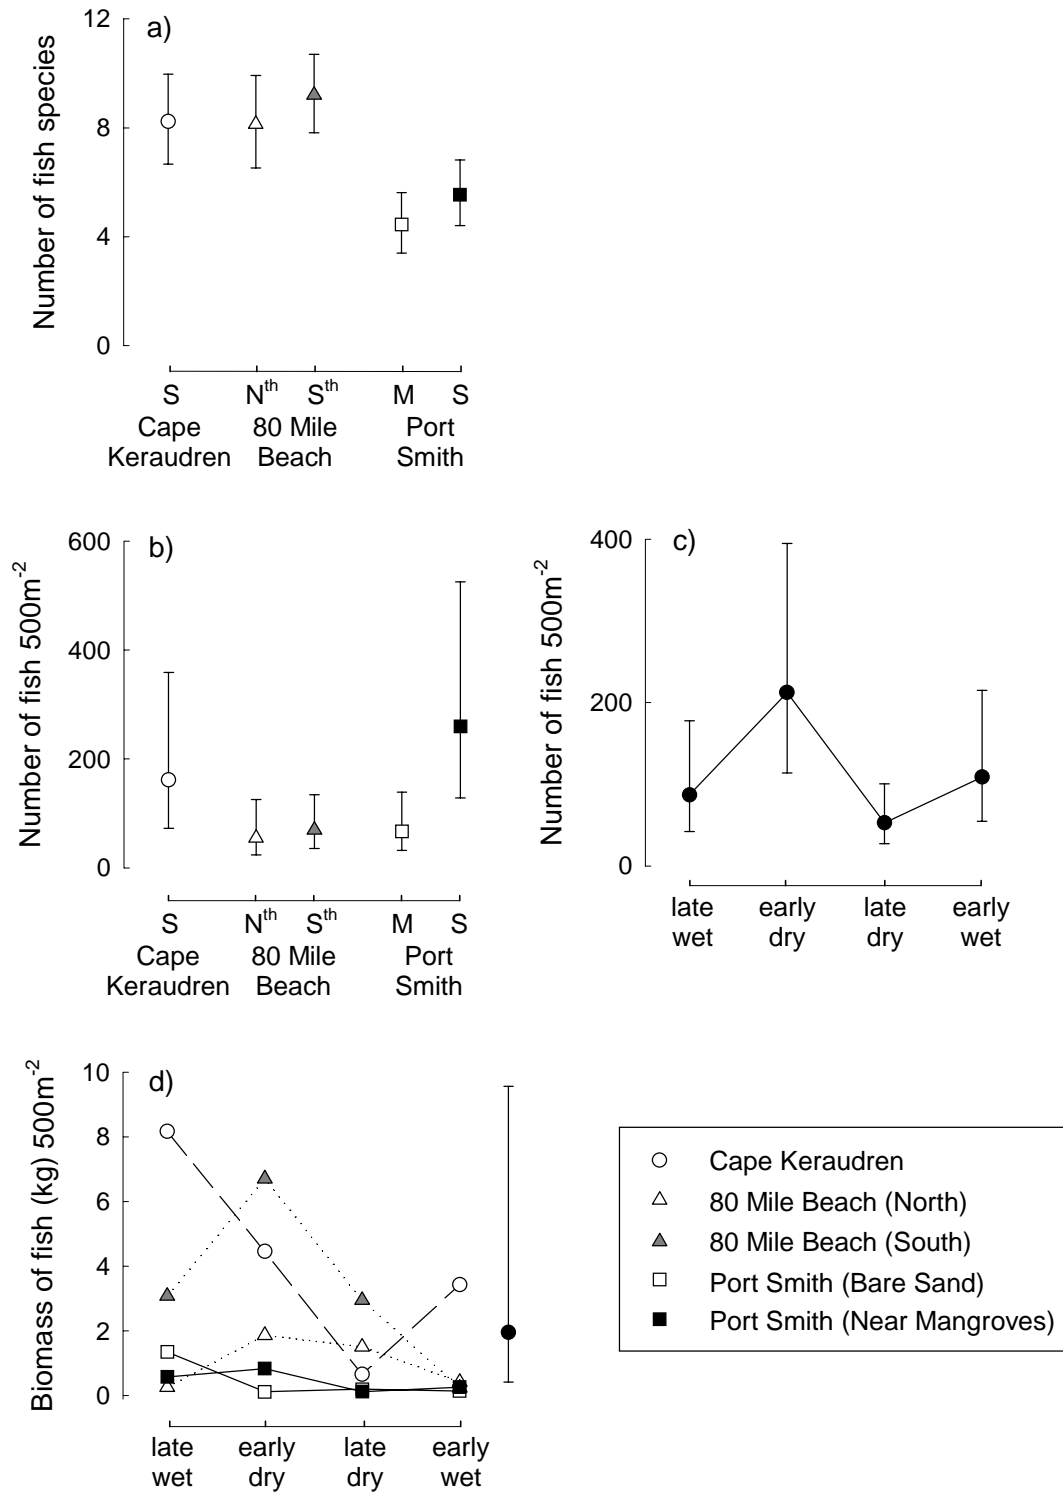 a)
Number of fish species
12
8
4
0
S N^th S^th M S
Cape Keraudren
80 Mile Beach
Port Smith
b)
Number of fish 500m^-2
600
400
200
0
S N^th S^th M S
Cape Keraudren
80 Mile Beach
Port Smith
c)
Number of fish 500m^-2
400
200
0
late wet
early dry
late dry
early wet
d)
Biomass of fish (kg) 500m^-2
10
8
6
4
2
0
late wet
early dry
late dry
early wet
Cape Keraudren
80 Mile Beach (North)
80 Mile Beach (South)
Port Smith (Bare Sand)
Port Smith (Near Mangroves)